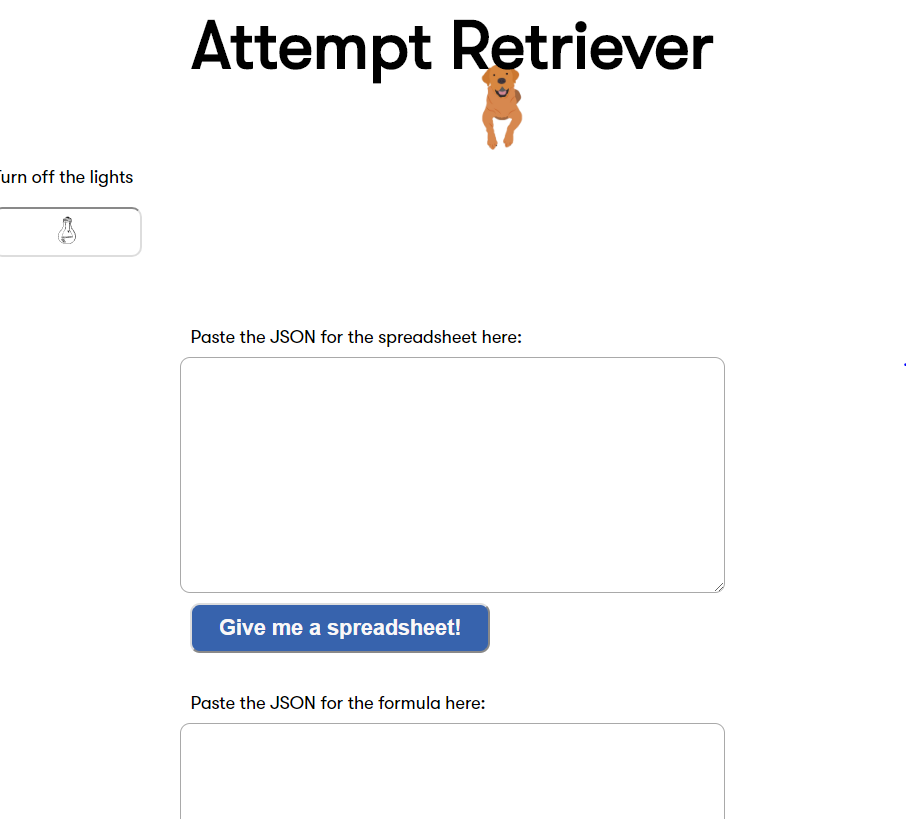 Attempt Retriever
urn off the lights
Paste the JSON for the spreadsheet here:
Give me a spreadsheet!
Paste the JSON for the formula here: